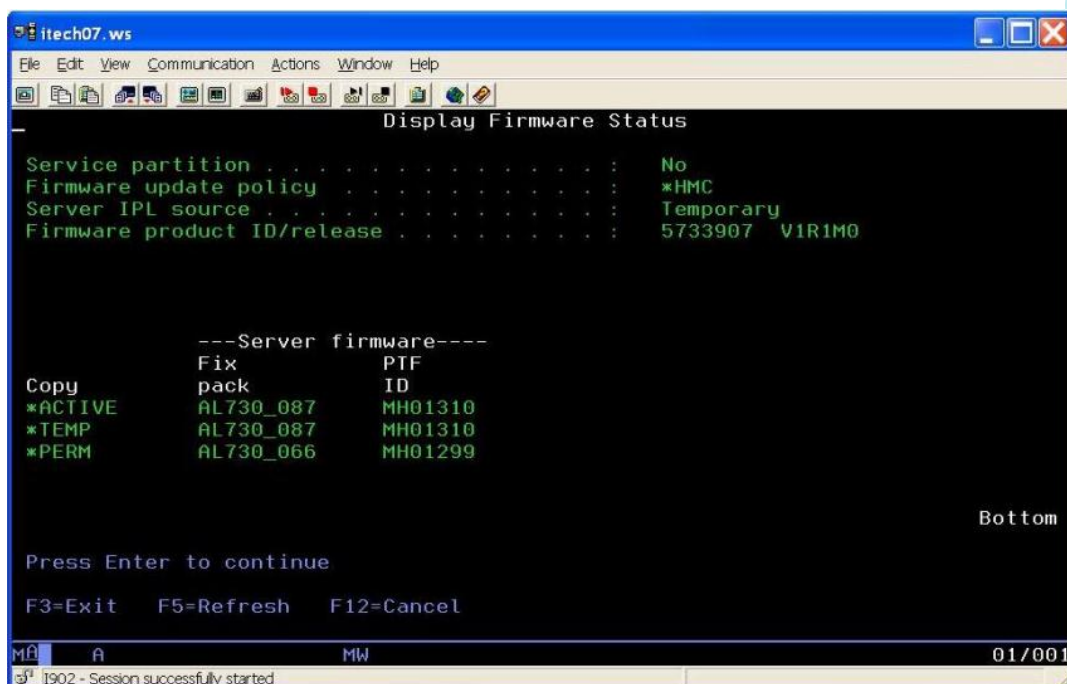 itech07.ws
File Edit View Communication Actions Window Help
Display Firmware Status
Service partition . . . . . . . . . . . . . : No
Firmware update policy . . . . . . . . . . : *HMC
Server IPL source . . . . . . . . . . . . . : Temporary
Firmware product ID/release . . . . . . . . : 5733907 V1R1M0
---Server firmware----
Fix PTF
Copy pack ID
*ACTIVE AL730_087 MH01310
*TEMP AL730_087 MH01310
*PERM AL730_066 MH01299
Bottom
Press Enter to continue
F3=Exit F5=Refresh F12=Cancel
MA A MW 01/001
I902 - Session successfully started